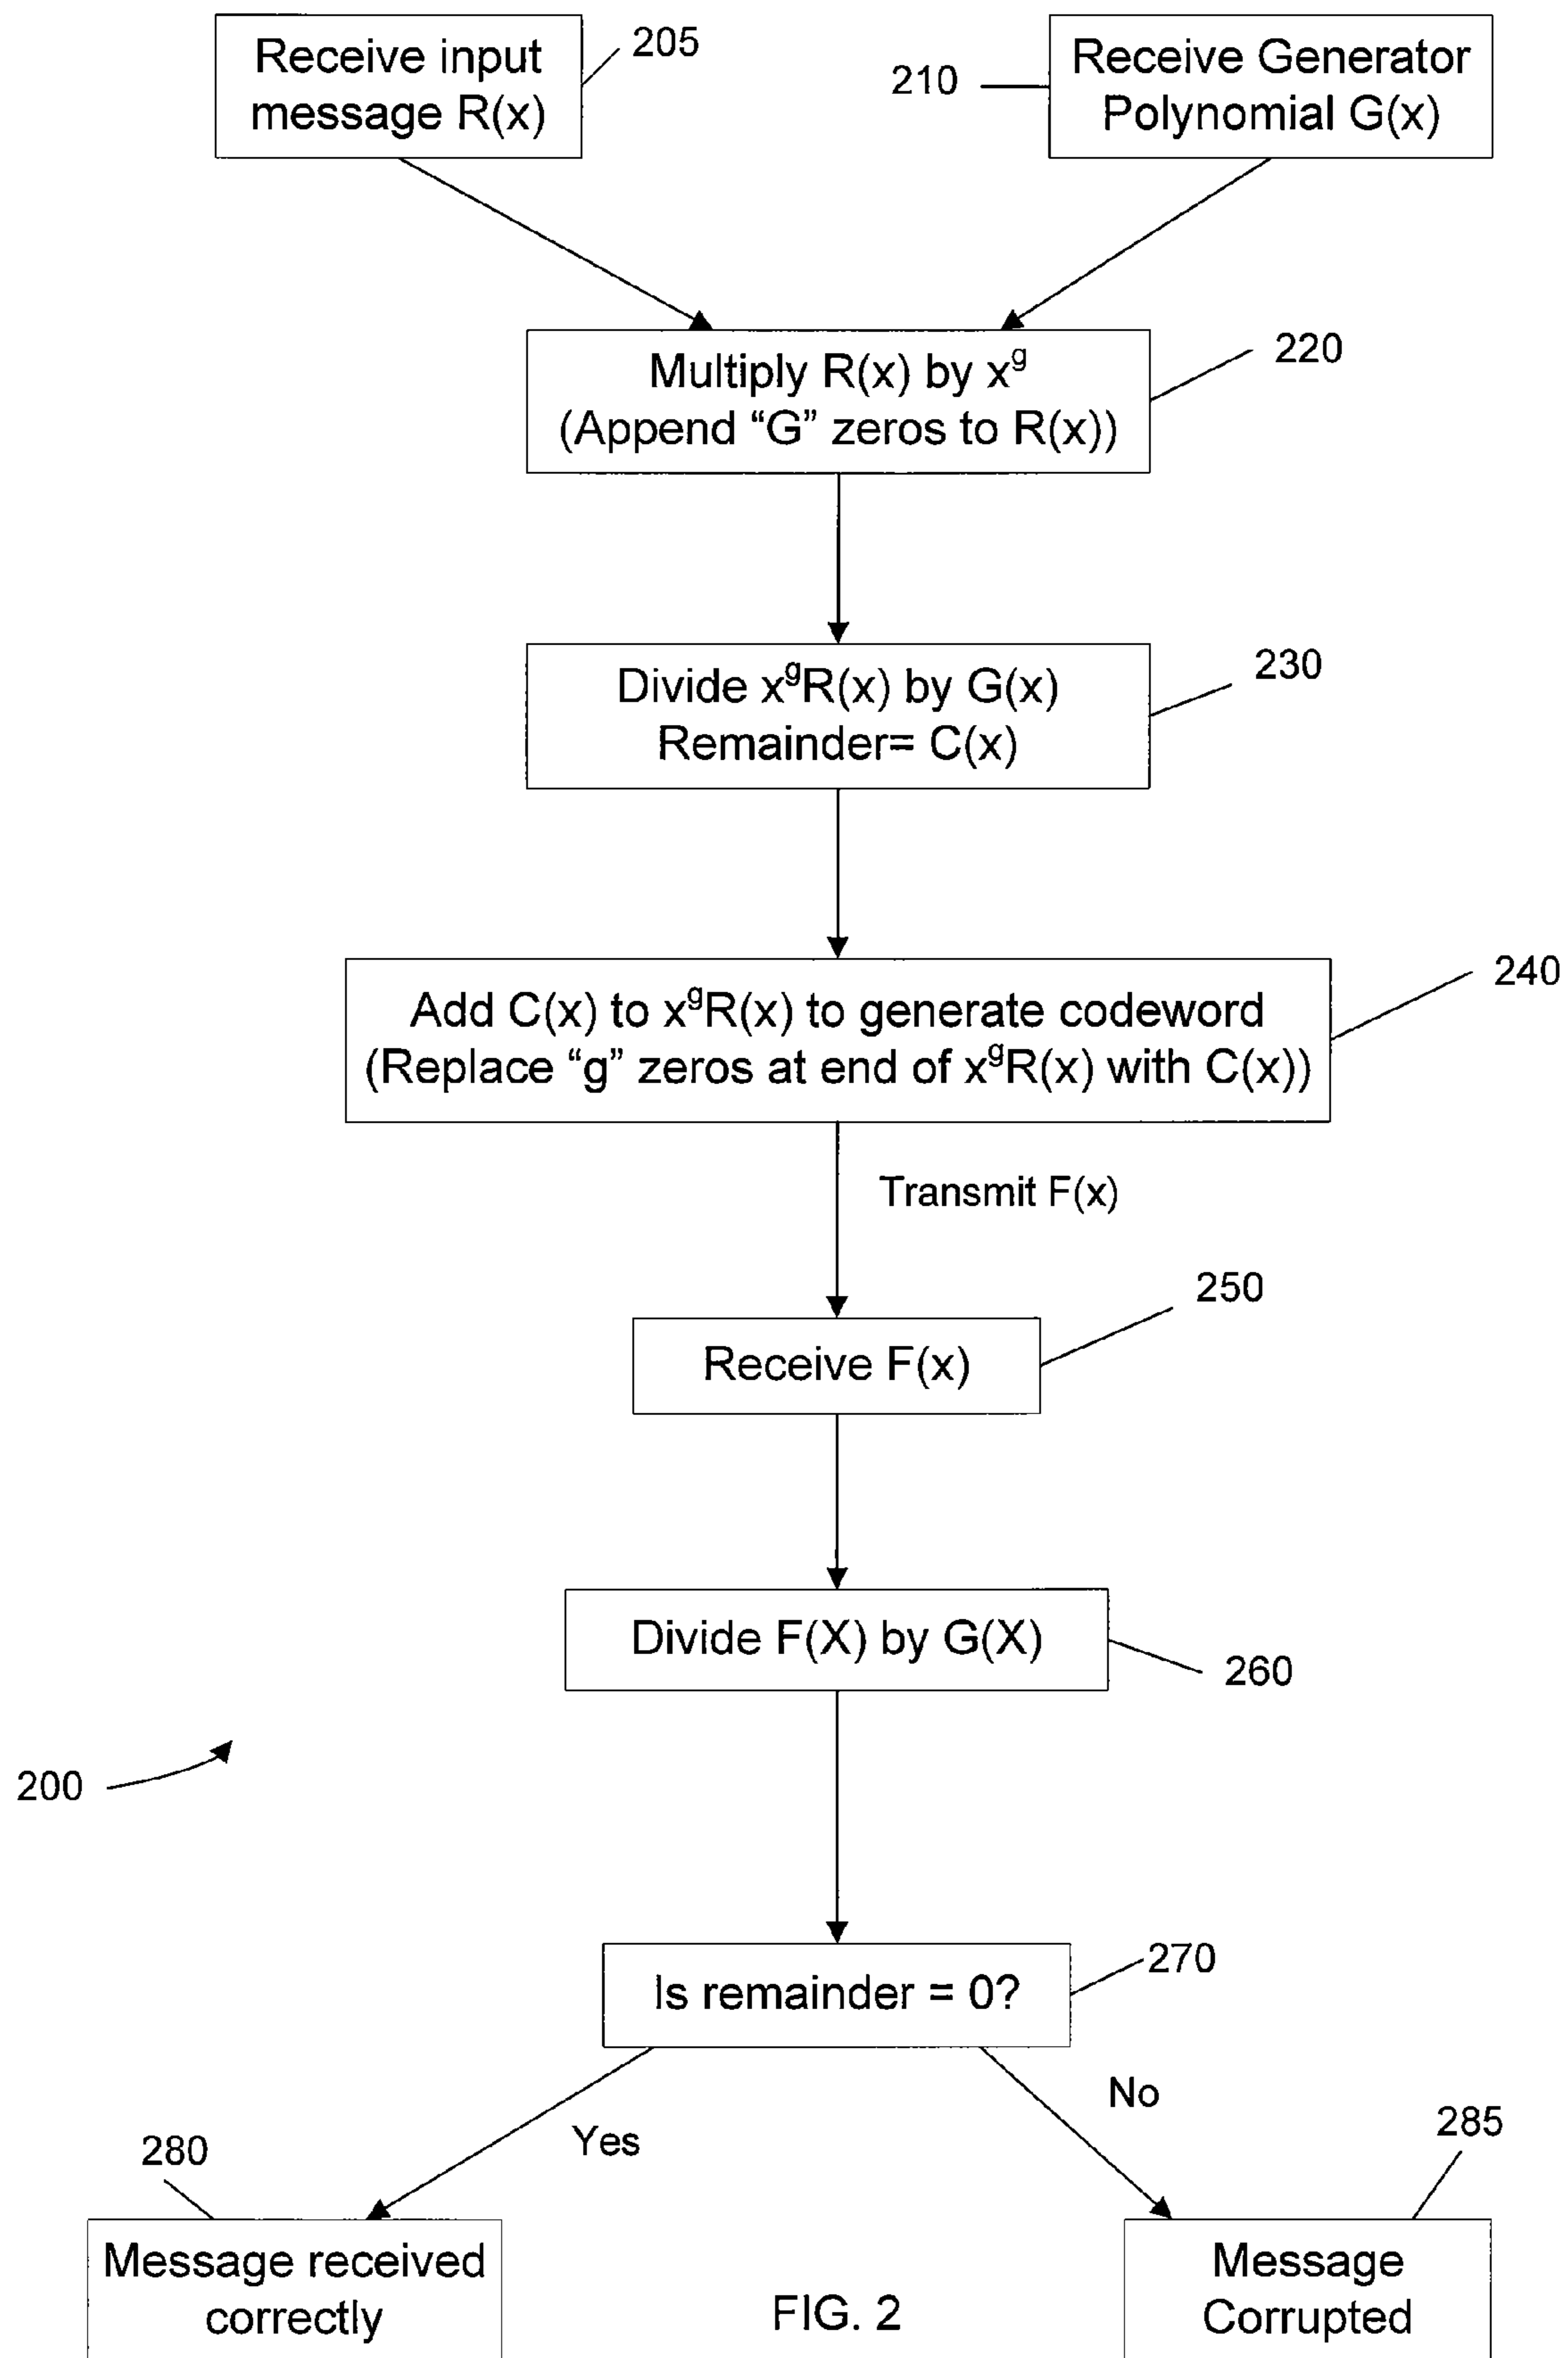 Receive input
message R(x)
205
210
Receive Generator
Polynomial G(x)
Multiply R(x) by x^g
(Append “G” zeros to R(x))
220
Divide x^gR(x) by G(x)
Remainder= C(x)
230
Add C(x) to x^gR(x) to generate codeword
(Replace “g” zeros at end of x^gR(x) with C(x))
240
Transmit F(x)
Receive F(x)
250
Divide F(X) by G(X)
260
200
Is remainder = 0?
270
Yes
No
280
Message received
correctly
285
Message
Corrupted
FIG. 2